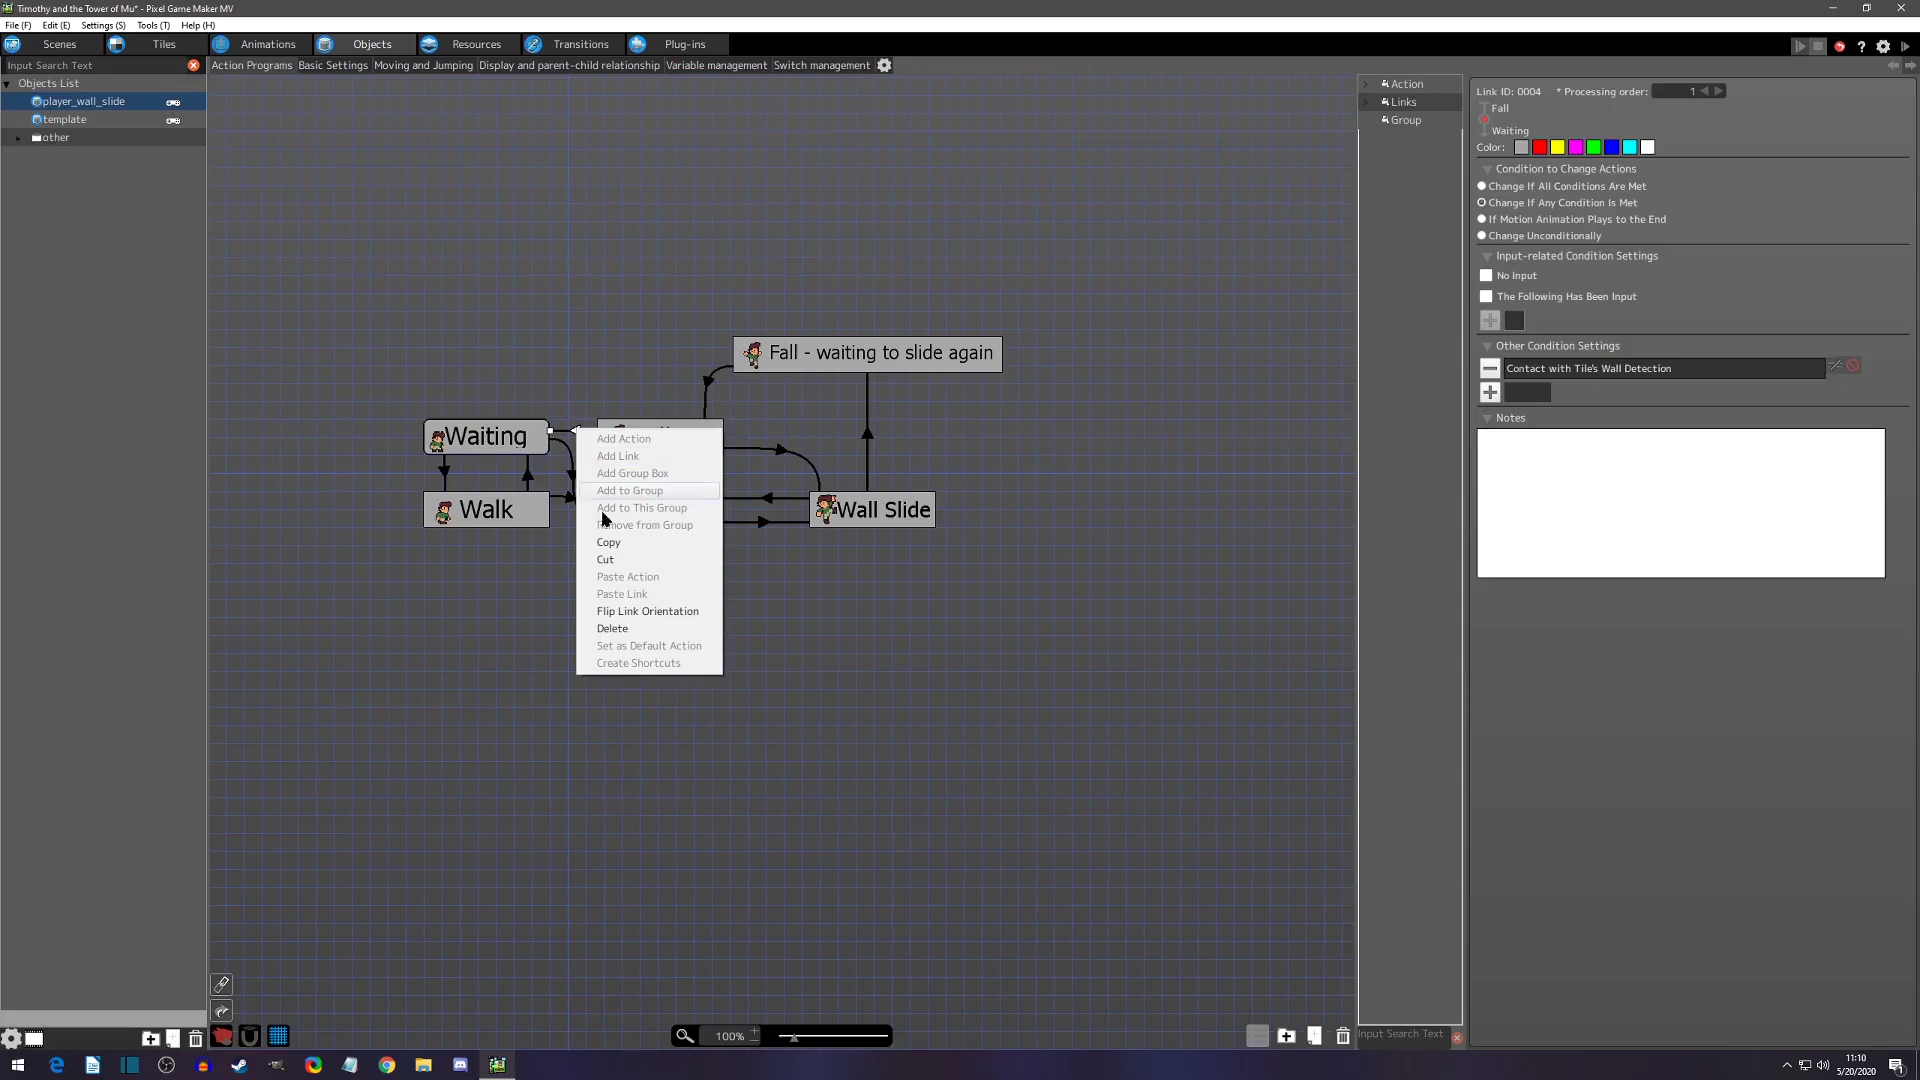 Timothy and the Tower of Mu* - Pixel Game Maker MV
File (F) Edit (E) Settings (S) Tools (T) Help (H)
Scenes Tiles Animations Objects Resources Transitions Plug-ins
Input Search Text
Action Programs Basic Settings Moving and Jumping Display and parent-child relationship Variable management Switch management
Objects List
player_wall_slide
template
other
Fall - waiting to slide again
Waiting
Walk
Wall Slide
Add Action
Add Link
Add Group Box
Add to Group
Add to This Group
Remove from Group
Copy
Cut
Paste Action
Paste Link
Flip Link Orientation
Delete
Set as Default Action
Create Shortcuts
100%
Action
Links
Group
Input Search Text
Link ID: 0004 * Processing order: 1
Fall
Waiting
Color:
Condition to Change Actions
Change If All Conditions Are Met
Change If Any Condition Is Met
If Motion Animation Plays to the End
Change Unconditionally
Input-related Condition Settings
No Input
The Following Has Been Input
Other Condition Settings
Contact with Tile's Wall Detection
Notes
11:10
5/20/2020